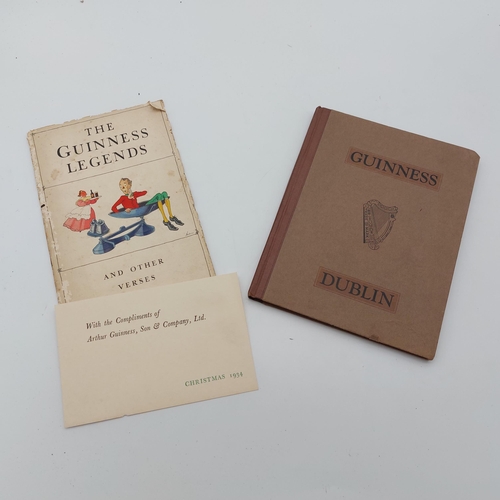 THE
GUINNESS
LEGENDS
AND OTHER
VERSES
With the Compliments of
Arthur Guinness, Son & Company, Ltd.
CHRISTMAS 1934
GUINNESS
DUBLIN